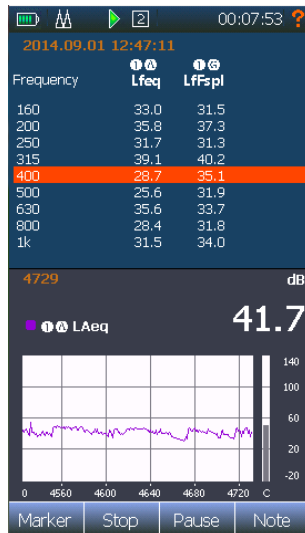 2 00:07:53 ?
2014.09.01 12:47:11
1 A 1 G
Frequency Lfeq LfFspl
160 33.0 31.5
200 35.8 37.3
250 31.7 31.3
315 39.1 40.2
400 28.7 35.1
500 25.6 31.9
630 35.6 33.7
800 28.4 31.8
1k 31.5 34.0
4729 dB
1 A LAeq 41.7
140
100
60
20
-20
0 4560 4600 4640 4680 4720 C
Marker Stop Pause Note